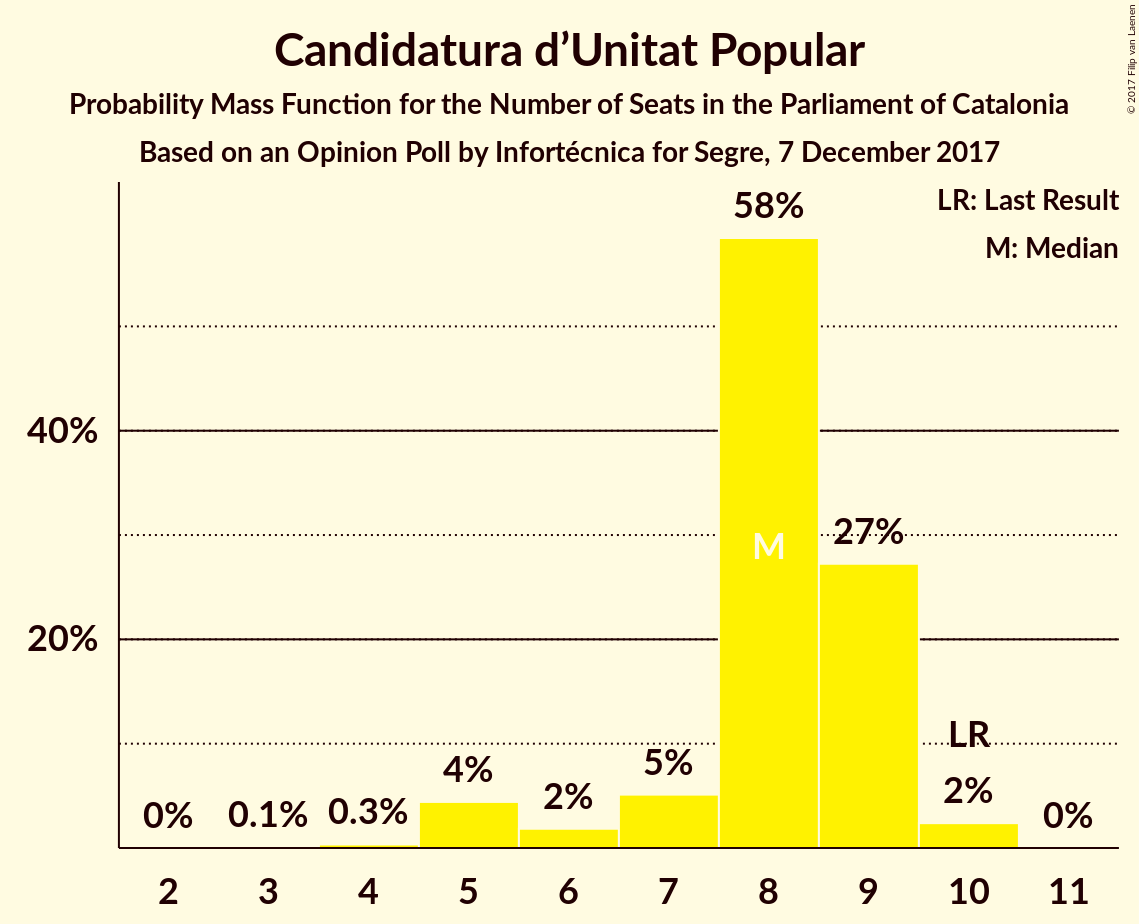 Candidatura d’Unitat Popular
Probability Mass Function for the Number of Seats in the Parliament of Catalonia
Based on an Opinion Poll by Infortécnica for Segre, 7 December 2017
© 2017 Filip van Laenen
LR: Last Result
M: Median
58%
40%
M
27%
20%
LR
0%
0.1%
0.3%
4%
2%
5%
2%
0%
2 3 4 5 6 7 8 9 10 11